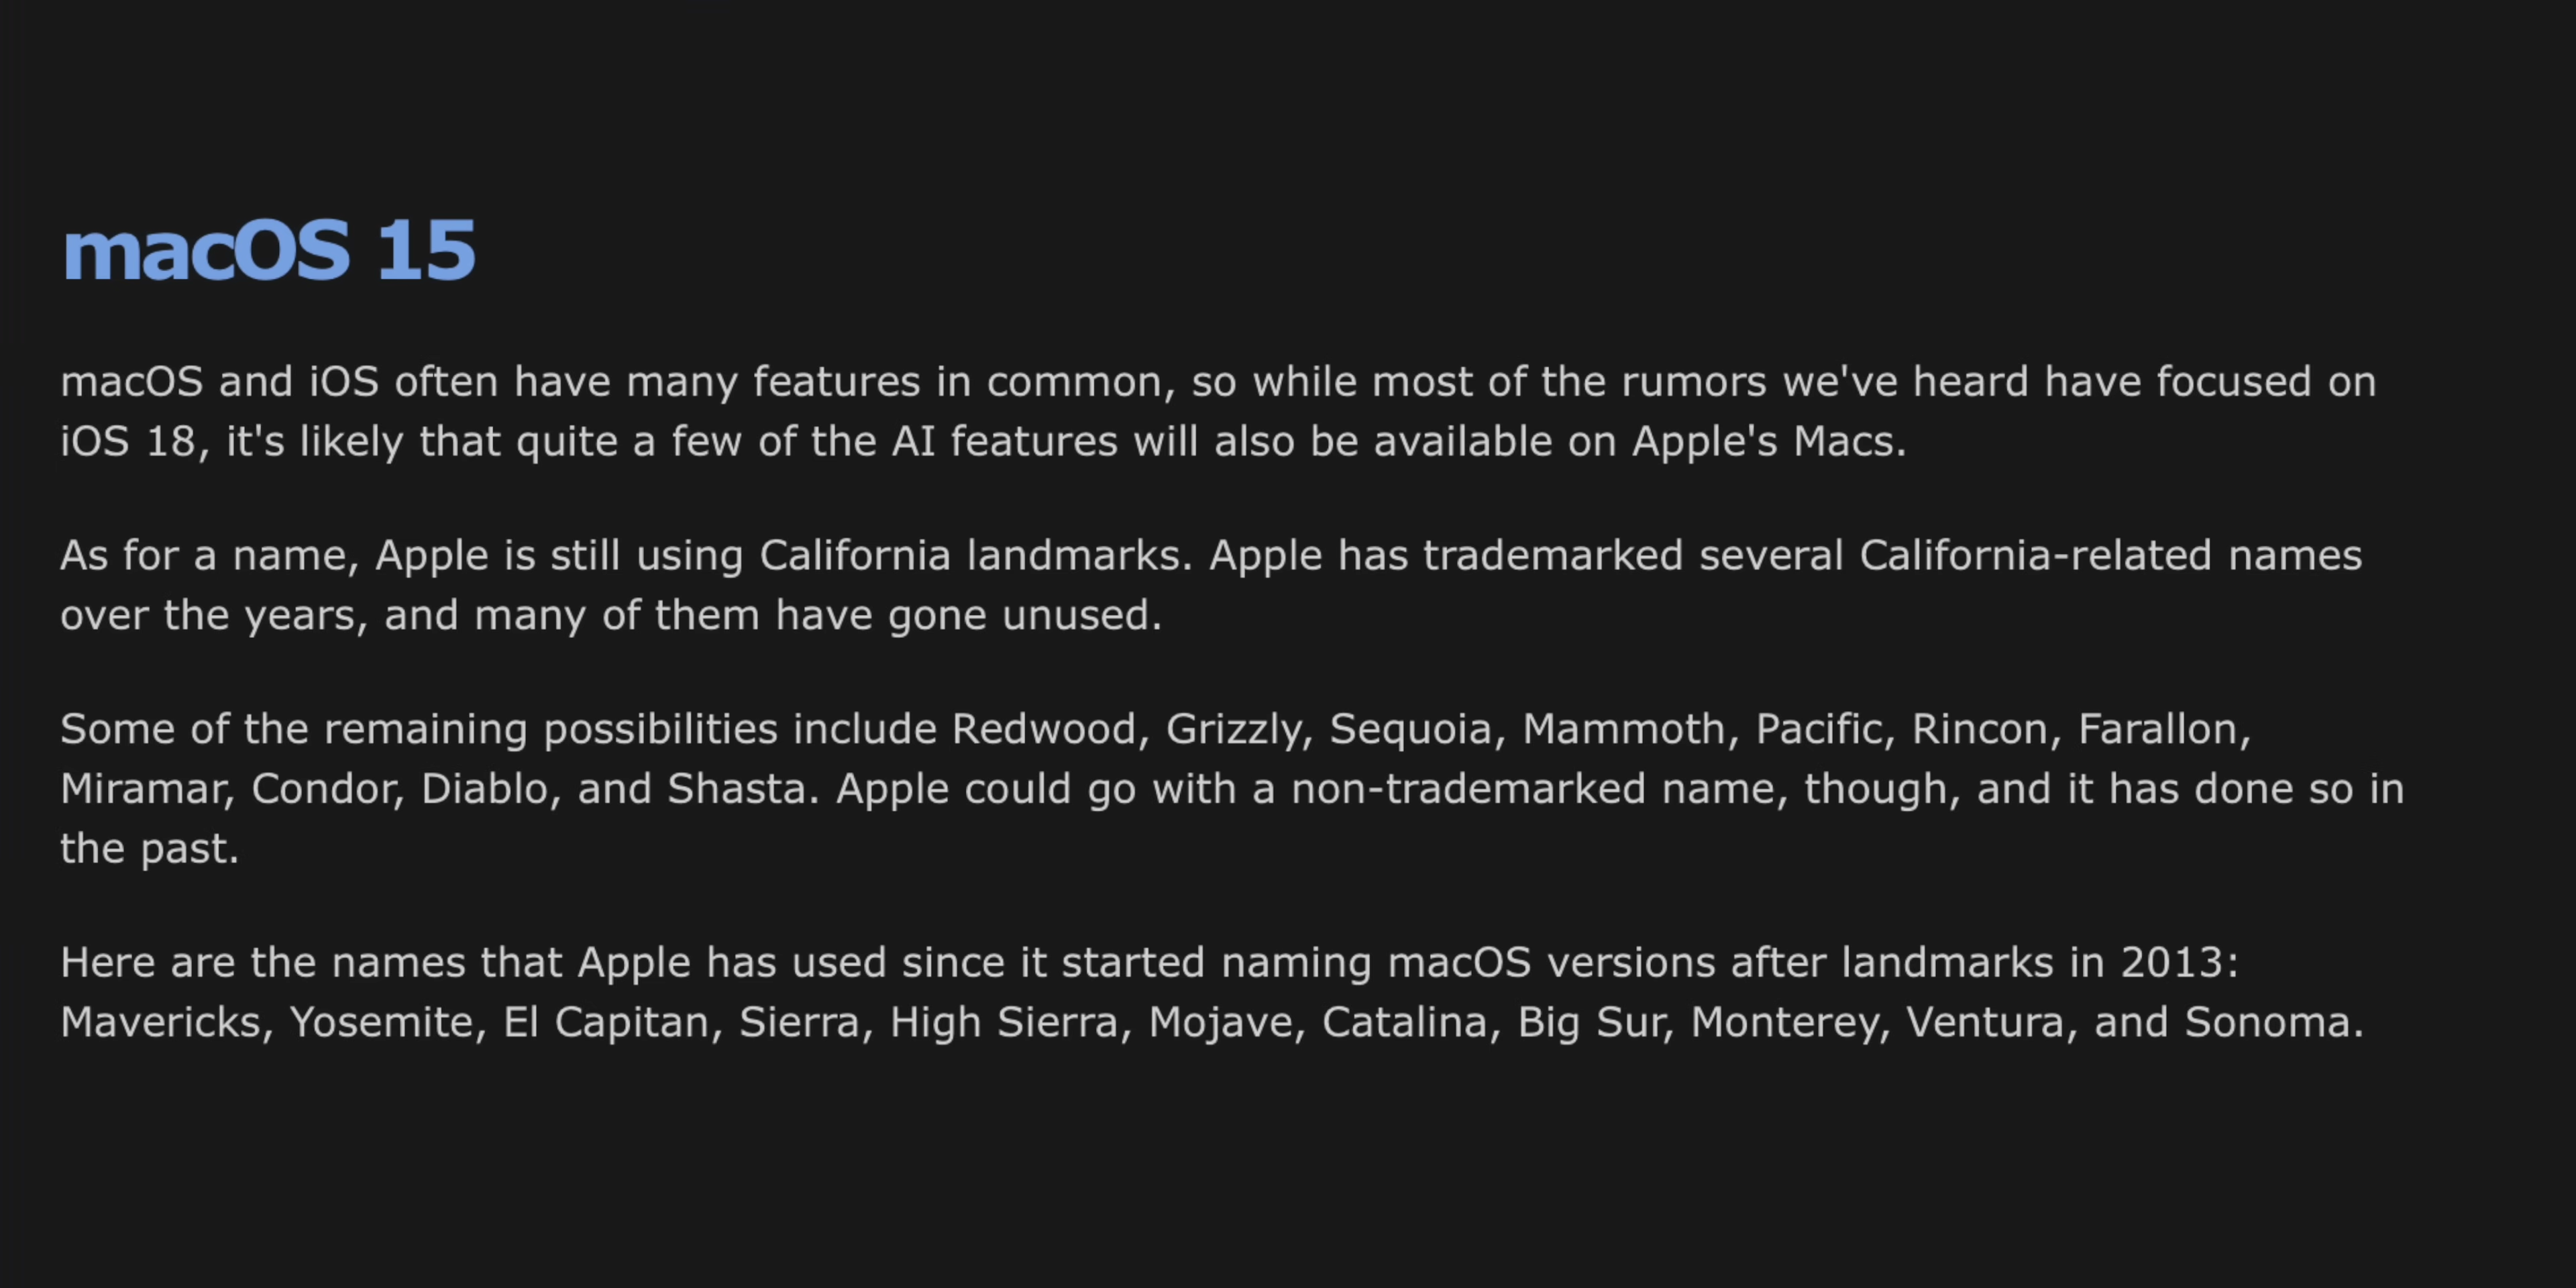 macOS 15
macOS and iOS often have many features in common, so while most of the rumors we've heard have focused on
iOS 18, it's likely that quite a few of the AI features will also be available on Apple's Macs.
As for a name, Apple is still using California landmarks. Apple has trademarked several California-related names
over the years, and many of them have gone unused.
Some of the remaining possibilities include Redwood, Grizzly, Sequoia, Mammoth, Pacific, Rincon, Farallon,
Miramar, Condor, Diablo, and Shasta. Apple could go with a non-trademarked name, though, and it has done so in
the past.
Here are the names that Apple has used since it started naming macOS versions after landmarks in 2013:
Mavericks, Yosemite, El Capitan, Sierra, High Sierra, Mojave, Catalina, Big Sur, Monterey, Ventura, and Sonoma.